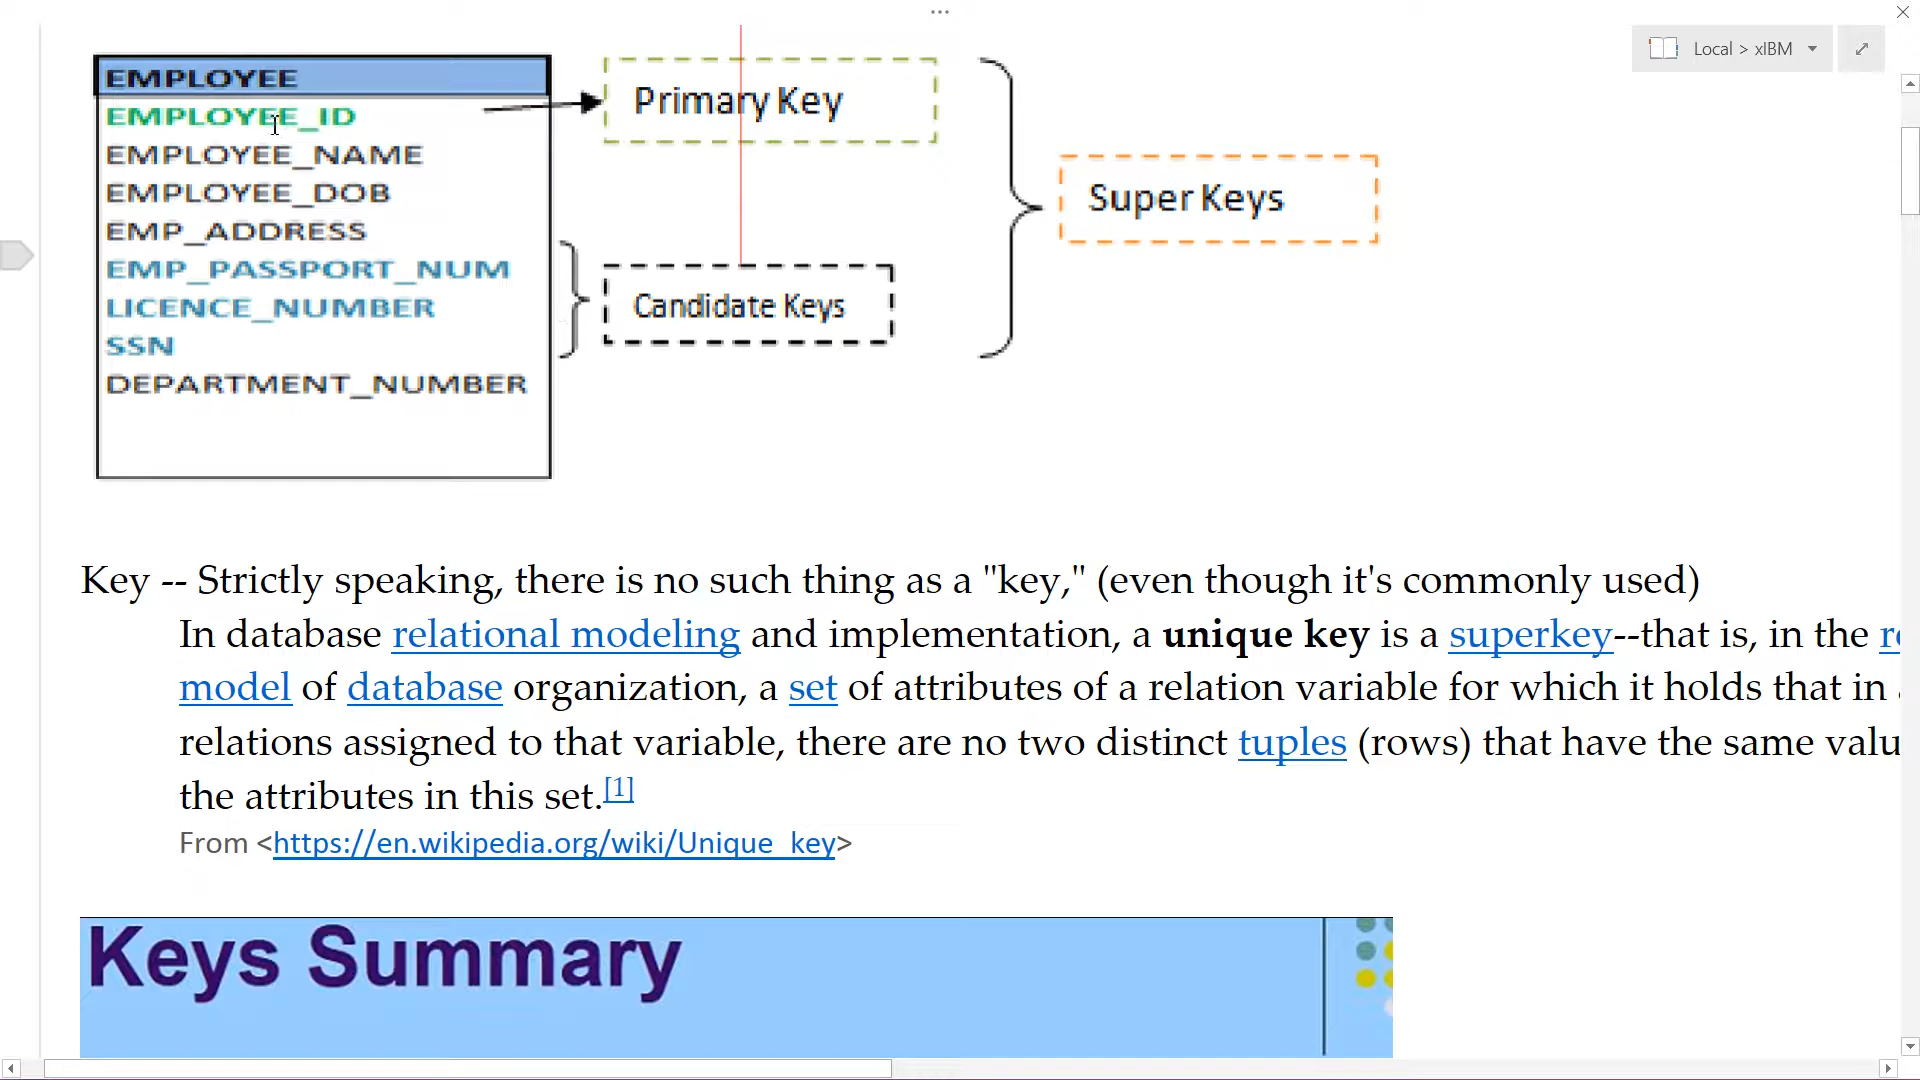 Local > xIBM
EMPLOYEE
EMPLOYEE_ID
EMPLOYEE_NAME
EMPLOYEE_DOB
EMP_ADDRESS
EMP_PASSPORT_NUM
LICENCE_NUMBER
SSN
DEPARTMENT_NUMBER
Primary Key
Candidate Keys
Super Keys
Key -- Strictly speaking, there is no such thing as a "key," (even though it's commonly used)
In database relational modeling and implementation, a unique key is a superkey--that is, in the
model of database organization, a set of attributes of a relation variable for which it holds that in
relations assigned to that variable, there are no two distinct tuples (rows) that have the same valu
the attributes in this set.[1]
From <https://en.wikipedia.org/wiki/Unique_key>
Keys Summary